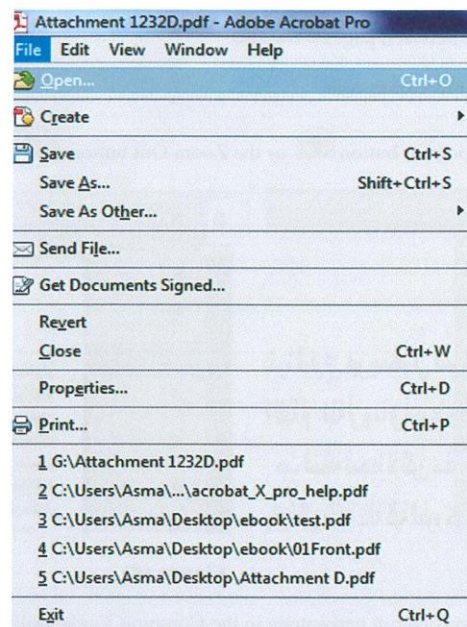 Attachment 1232D.pdf - Adobe Acrobat Pro
File Edit View Window Help
Open... Ctrl+O
Create
Save Ctrl+S
Save As... Shift+Ctrl+S
Save As Other...
Send File...
Get Documents Signed...
Revert
Close Ctrl+W
Properties... Ctrl+D
Print... Ctrl+P
1 G:\Attachment 1232D.pdf
2 C:\Users\Asma\...\acrobat_X_pro_help.pdf
3 C:\Users\Asma\Desktop\ebook\test.pdf
4 C:\Users\Asma\Desktop\ebook\01Front.pdf
5 C:\Users\Asma\Desktop\Attachment D.pdf
Exit Ctrl+Q